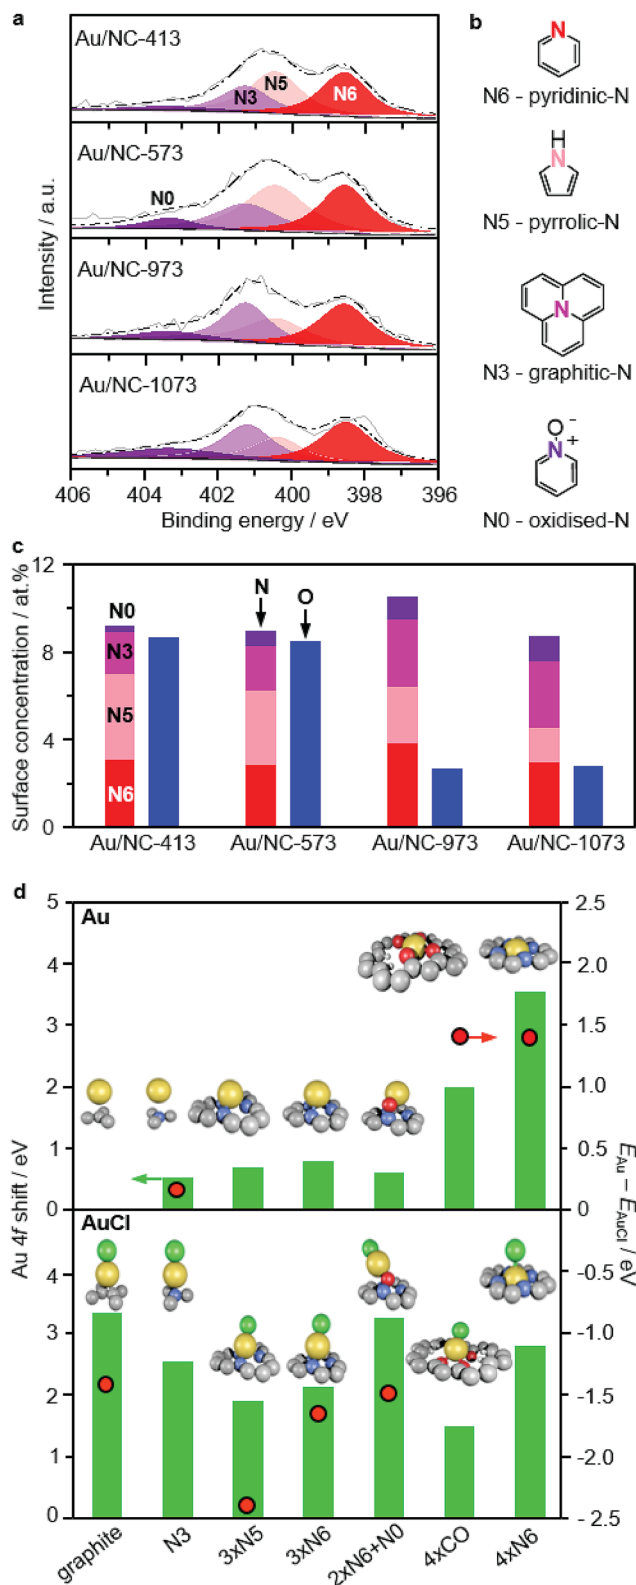 a
Au/NC-413
N3
N5
N6
Au/NC-573
N0
Au/NC-973
Au/NC-1073
Intensity / a.u.
406 404 402 400 398 396
Binding energy / eV
b
N
N6 - pyridinic-N
H
N
N5 - pyrrolic-N
N
N3 - graphitic-N
O −
N +
N0 - oxidised-N
c
Surface concentration / at.%
12
8
4
0
N0
N3
N5
N6
N
O
Au/NC-413 Au/NC-573 Au/NC-973 Au/NC-1073
d
Au
5
4
3
2
1
0
2.5
2.0
1.5
1.0
0.5
0
Au 4f shift / eV
E_Au – E_AuCl / eV
AuCl
4
3
2
1
0
-0.5
-1.0
-1.5
-2.0
-2.5
graphite
N3
3xN5
3xN6
2xN6+N0
4xCO
4xN6